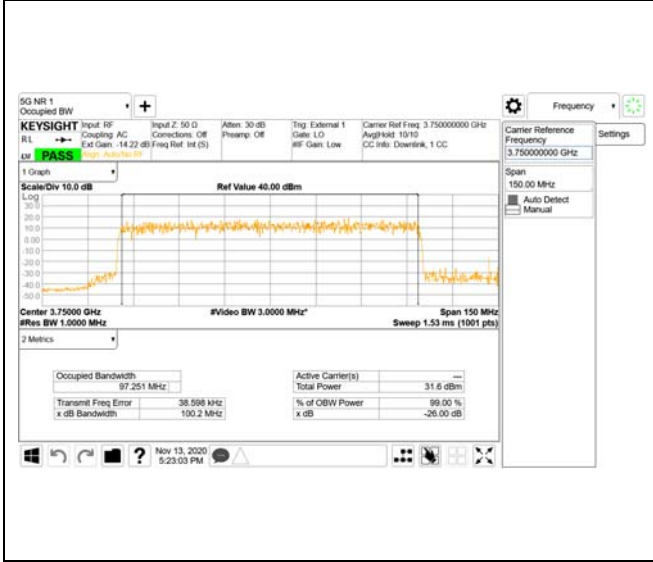 5G NR 1
Occupied BW
Frequency
KEYSIGHT
Input: RF
Input Z: 50 Ω
Atten: 30 dB
Trig: External 1
Carrier Ref Freq: 3.750000000 GHz
R L
Coupling: AC
Corrections: Off
Preamp: Off
Gate: LO
Avg|Hold: 10/10
Ext Gain: -14.22 dB
Freq Ref: Int (S)
#IF Gain: Low
CC Info: Downlink, 1 CC
PASS
Align: Auto/No RF
Carrier Reference
Frequency
3.750000000 GHz
Settings
Span
150.00 MHz
Auto Detect
Manual
1 Graph
Scale/Div 10.0 dB
Ref Value 40.00 dBm
Log
30.0
20.0
10.0
0.00
-10.0
-20.0
-30.0
-40.0
-50.0
Center 3.75000 GHz
#Video BW 3.0000 MHz*
Span 150 MHz
#Res BW 1.0000 MHz
Sweep 1.53 ms (1001 pts)
2 Metrics
Occupied Bandwidth
97.251 MHz
Transmit Freq Error 38.598 kHz
x dB Bandwidth 100.2 MHz
Active Carrier(s) ---
Total Power 31.6 dBm
% of OBW Power 99.00 %
x dB -26.00 dB
?
Nov 13, 2020
5:23:03 PM